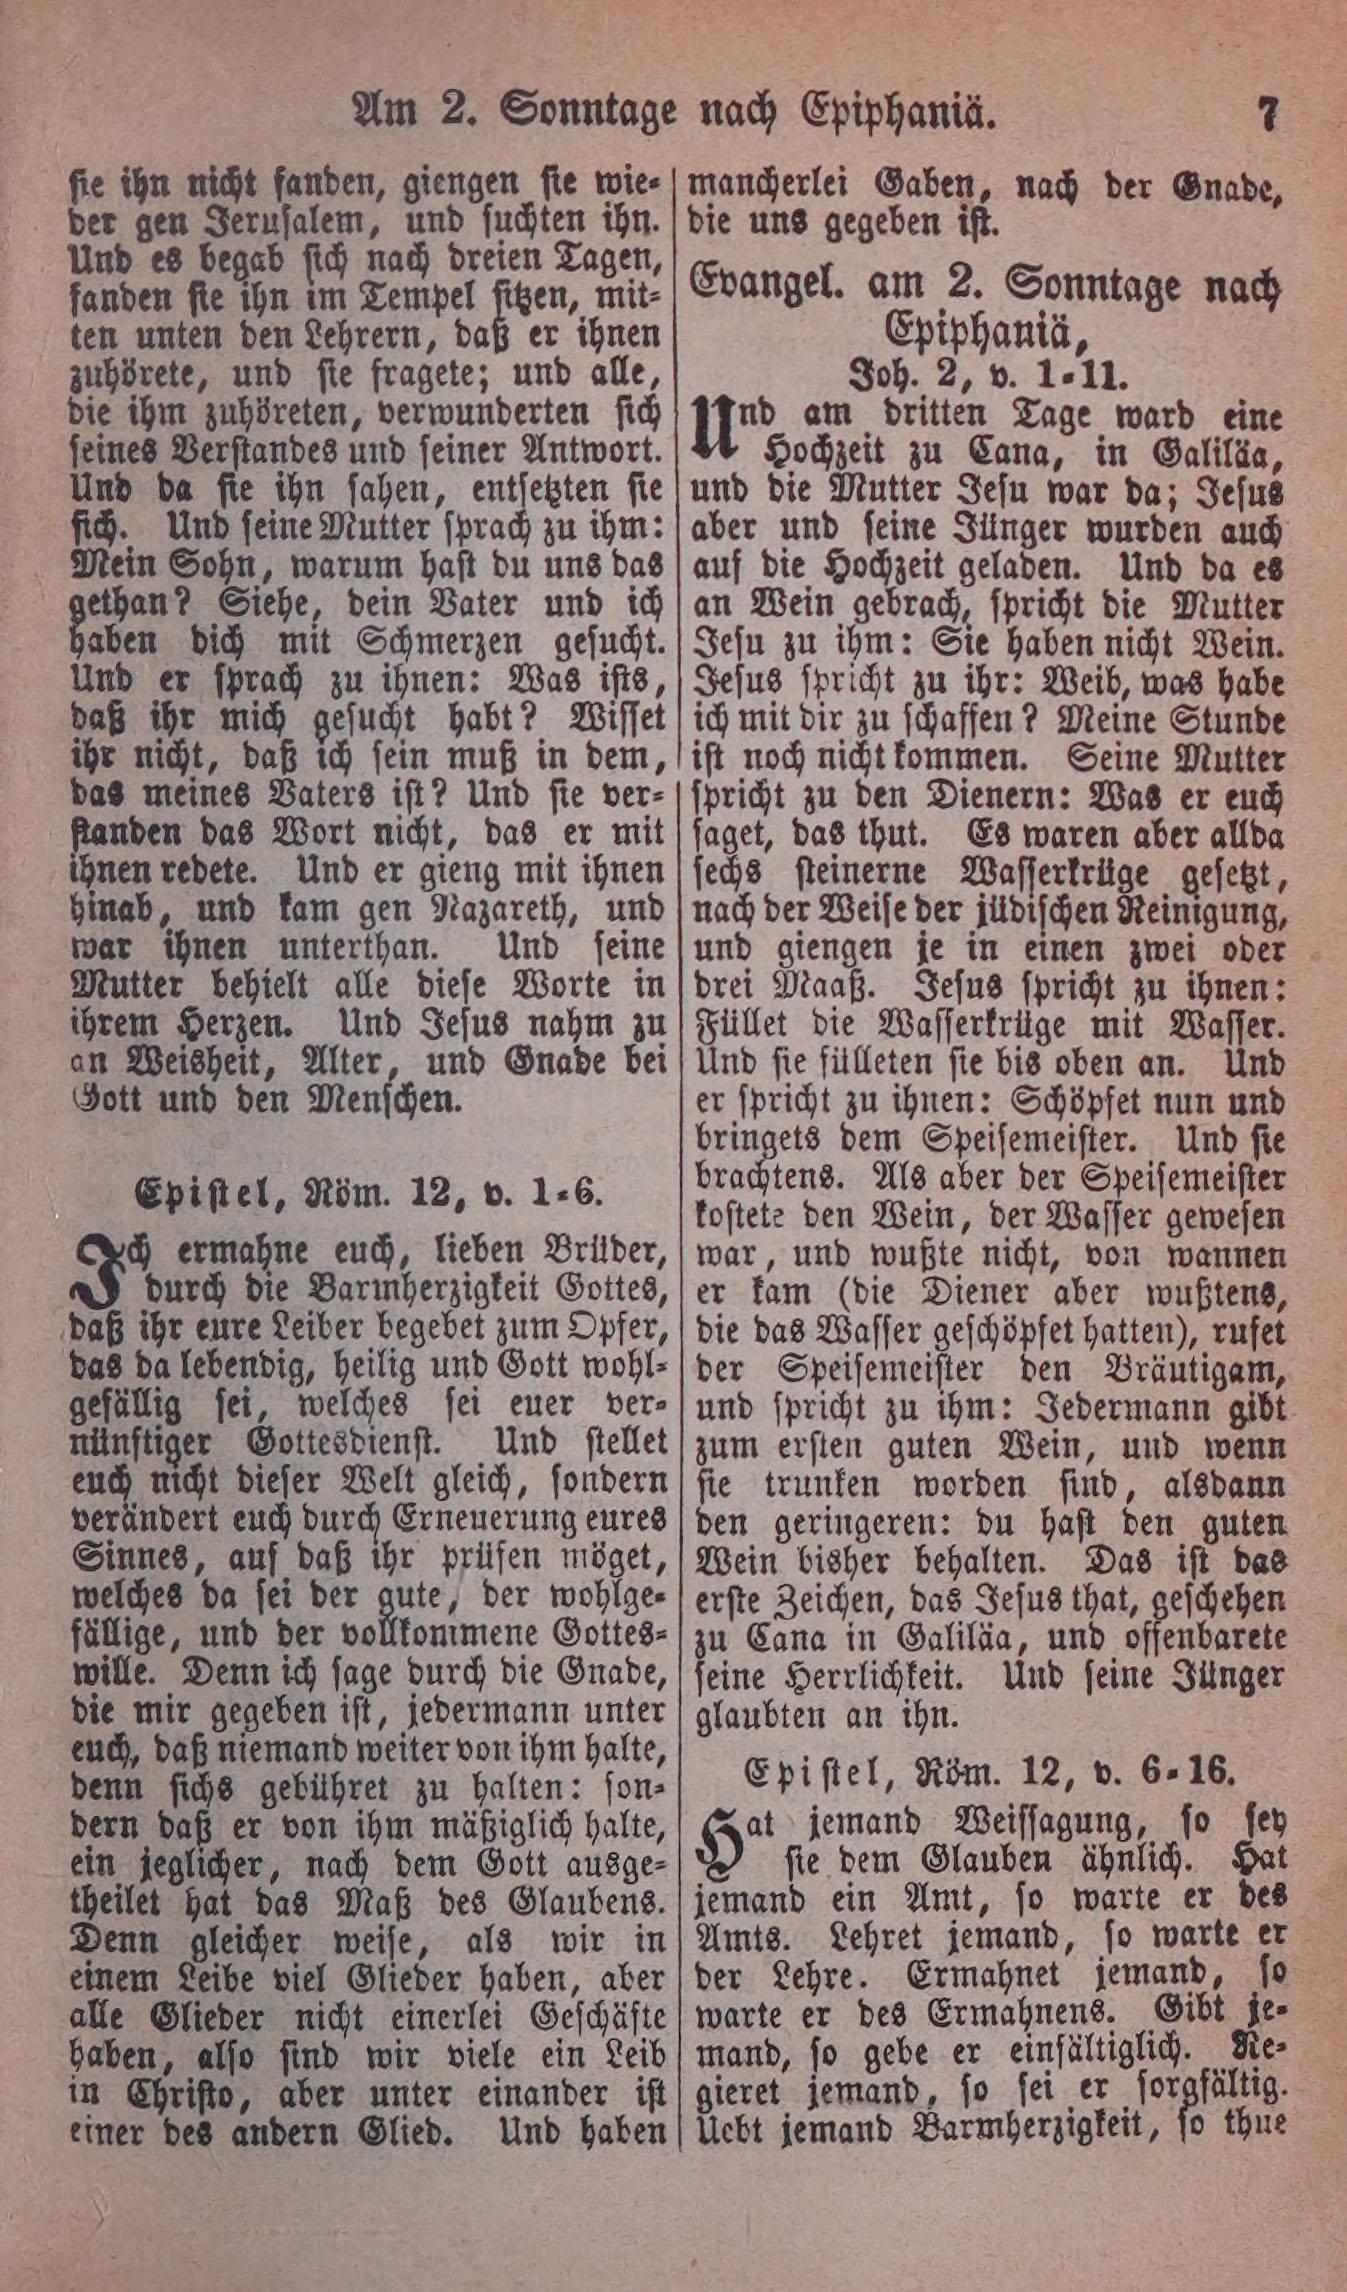 Am 2. Sonntage nach Epiphaniä.
7
sie ihn nicht fanden, giengen sie wie-
der gen Jerusalem, und suchten ihn.
Und es begab sich nach dreien Tagen,
fanden sie ihn im Tempel sitzen, mit-
ten unten den Lehrern, daß er ihnen
zuhörete, und sie fragete; und alle,
die ihm zuhöreten, verwunderten sich
seines Verstandes und seiner Antwort.
Und da sie ihn sahen, entsetzten sie
sich. Und seine Mutter sprach zu ihm:
Mein Sohn, warum hast du uns das
gethan? Siehe, dein Vater und ich
haben dich mit Schmerzen gesucht.
Und er sprach zu ihnen: Was ists,
daß ihr mich gesucht habt? Wisset
ihr nicht, daß ich sein muß in dem,
das meines Vaters ist? Und sie ver-
standen das Wort nicht, das er mit
ihnen redete. Und er gieng mit ihnen
hinab, und kam gen Nazareth, und
war ihnen unterthan. Und seine
Mutter behielt alle diese Worte in
ihrem Herzen. Und Jesus nahm zu
an Weisheit, Alter, und Gnade bei
Gott und den Menschen.
Epistel, Röm. 12, v. 1-6.
Ich ermahne euch, lieben Brüder,
durch die Barmherzigkeit Gottes,
daß ihr eure Leiber begebet zum Opfer,
das da lebendig, heilig und Gott wohl-
gefällig sei, welches sei euer ver-
nünftiger Gottesdienst. Und stellet
euch nicht dieser Welt gleich, sondern
verändert euch durch Erneuerung eures
Sinnes, auf daß ihr prüfen möget,
welches da sei der gute, der wohlge-
fällige, und der vollkommene Gottes-
wille. Denn ich sage durch die Gnade,
die mir gegeben ist, jedermann unter
euch, daß niemand weiter von ihm halte,
denn sichs gebühret zu halten: son-
dern daß er von ihm mäßiglich halte,
ein jeglicher, nach dem Gott ausge-
theilet hat das Maß des Glaubens.
Denn gleicher weise, als wir in
einem Leibe viel Glieder haben, aber
alle Glieder nicht einerlei Geschäfte
haben, also sind wir viele ein Leib
in Christo, aber unter einander ist
einer des andern Glied. Und haben
mancherlei Gaben, nach der Gnade,
die uns gegeben ist.
Evangel. am 2. Sonntage nach
Epiphaniä,
Joh. 2, v. 1-11.
Und am dritten Tage ward eine
Hochzeit zu Cana, in Galiläa,
und die Mutter Jesu war da; Jesus
aber und seine Jünger wurden auch
auf die Hochzeit geladen. Und da es
an Wein gebrach, spricht die Mutter
Jesu zu ihm: Sie haben nicht Wein.
Jesus spricht zu ihr: Weib, was habe
ich mit dir zu schaffen? Meine Stunde
ist noch nicht kommen. Seine Mutter
spricht zu den Dienern: Was er euch
saget, das thut. Es waren aber allda
sechs steinerne Wasserkrüge gesetzt,
nach der Weise der jüdischen Reinigung,
und giengen je in einen zwei oder
drei Maaß. Jesus spricht zu ihnen:
Füllet die Wasserkrüge mit Wasser.
Und sie fülleten sie bis oben an. Und
er spricht zu ihnen: Schöpfet nun und
bringets dem Speisemeister. Und sie
brachtens. Als aber der Speisemeister
kostete den Wein, der Wasser gewesen
war, und wußte nicht, von wannen
er kam (die Diener aber wußtens,
die das Wasser geschöpfet hatten), rufet
der Speisemeister den Bräutigam,
und spricht zu ihm: Jedermann gibt
zum ersten guten Wein, und wenn
sie trunken worden sind, alsdann
den geringeren: du hast den guten
Wein bisher behalten. Das ist das
erste Zeichen, das Jesus that, geschehen
zu Cana in Galiläa, und offenbarete
seine Herrlichkeit. Und seine Jünger
glaubten an ihn.
Epistel, Röm. 12, v. 6-16.
Hat jemand Weissagung, so sey
sie dem Glauben ähnlich. Hat
jemand ein Amt, so warte er des
Amts. Lehret jemand, so warte er
der Lehre. Ermahnet jemand, so
warte er des Ermahnens. Gibt je-
mand, so gebe er einfältiglich. Re-
gieret jemand, so sei er sorgfältig.
Uebt jemand Barmherzigkeit, so thue